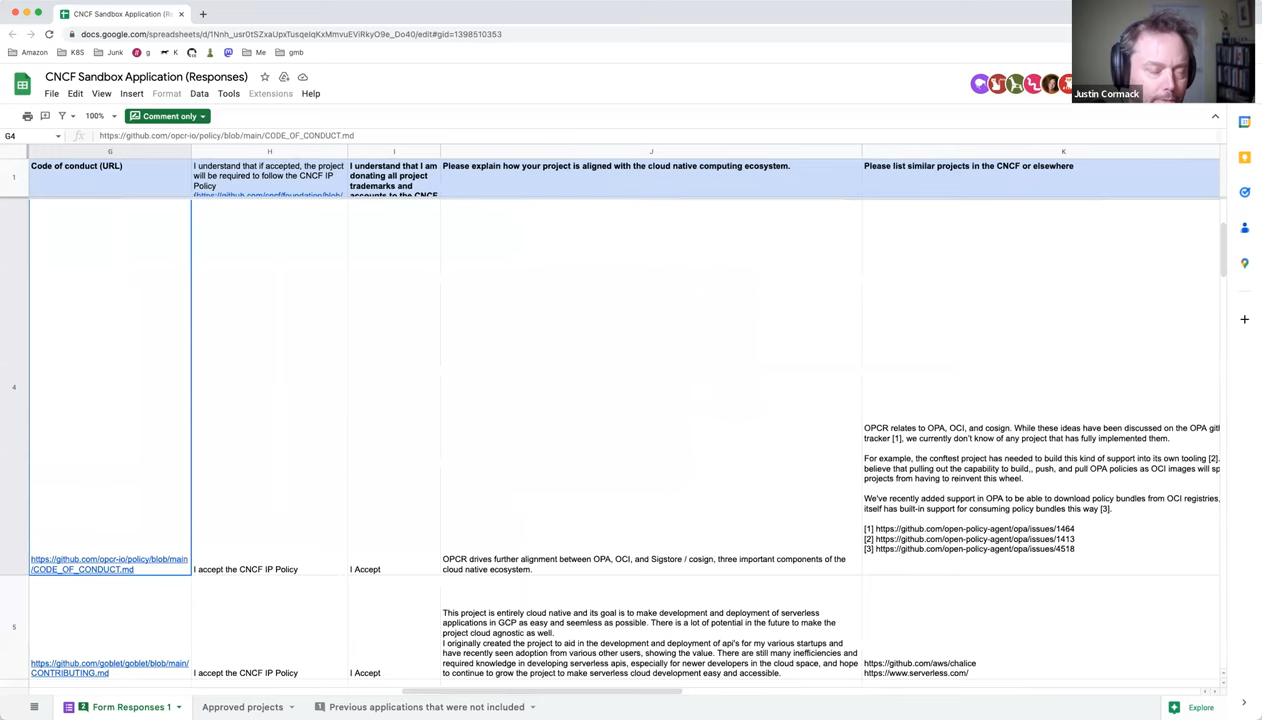 CNCF Sandbox Application (Re
docs.google.com/spreadsheets/d/1Nnh_usr0tSZxaUpxTusqeIqKxMmvuEViRkyO9e_Do40/edit#gid=1398510353
Amazon
K8S
Junk
g
K
Me
gmb
CNCF Sandbox Application (Responses)
File Edit View Insert Format Data Tools Extensions Help
Justin Cormack
100%
Comment only
G4
https://github.com/opcr-io/policy/blob/main/CODE_OF_CONDUCT.md
G
H
I
J
K
1
Code of conduct (URL)
I understand that if accepted, the project
will be required to follow the CNCF IP
Policy
(https://github.com/cncf/foundation/blob/
I understand that I am
donating all project
trademarks and
accounts to the CNCF
Please explain how your project is aligned with the cloud native computing ecosystem.
Please list similar projects in the CNCF or elsewhere
4
https://github.com/opcr-io/policy/blob/main
/CODE_OF_CONDUCT.md
I accept the CNCF IP Policy
I Accept
OPCR drives further alignment between OPA, OCI, and Sigstore / cosign, three important components of the
cloud native ecosystem.
OPCR relates to OPA, OCI, and cosign. While these ideas have been discussed on the OPA gith
tracker [1], we currently don't know of any project that has fully implemented them.
For example, the conftest project has needed to build this kind of support into its own tooling [2].
believe that pulling out the capability to build,, push, and pull OPA policies as OCI images will sp
projects from having to reinvent this wheel.
We've recently added support in OPA to be able to download policy bundles from OCI registries,
itself has built-in support for consuming policy bundles this way [3].
[1] https://github.com/open-policy-agent/opa/issues/1464
[2] https://github.com/open-policy-agent/opa/issues/1413
[3] https://github.com/open-policy-agent/opa/issues/4518
5
https://github.com/goblet/goblet/blob/main/
CONTRIBUTING.md
I accept the CNCF IP Policy
I Accept
This project is entirely cloud native and its goal is to make development and deployment of serverless
applications in GCP as easy and seemless as possible. There is a lot of potential in the future to make the
project cloud agnostic as well.
I originally created the project to aid in the development and deployment of api's for my various startups and
have recently seen adoption from various other users, showing the value. There are still many inefficiencies and
required knowledge in developing serverless apis, especially for newer developers in the cloud space, and hope
to continue to grow the project to make serverless cloud development easy and accessible.
https://github.com/aws/chalice
https://www.serverless.com/
2 Form Responses 1
Approved projects
1 Previous applications that were not included
Explore